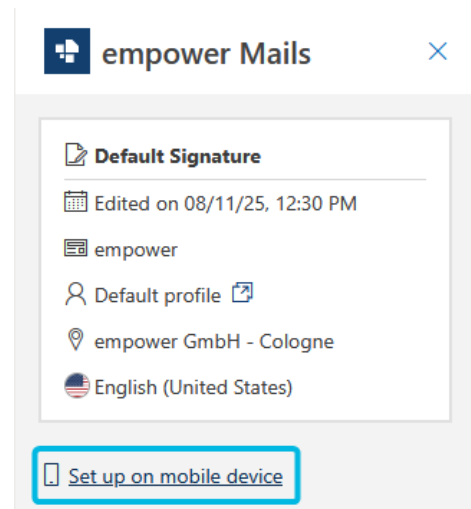 empower Mails
Default Signature
Edited on 08/11/25, 12:30 PM
empower
Default profile
empower GmbH - Cologne
English (United States)
Set up on mobile device